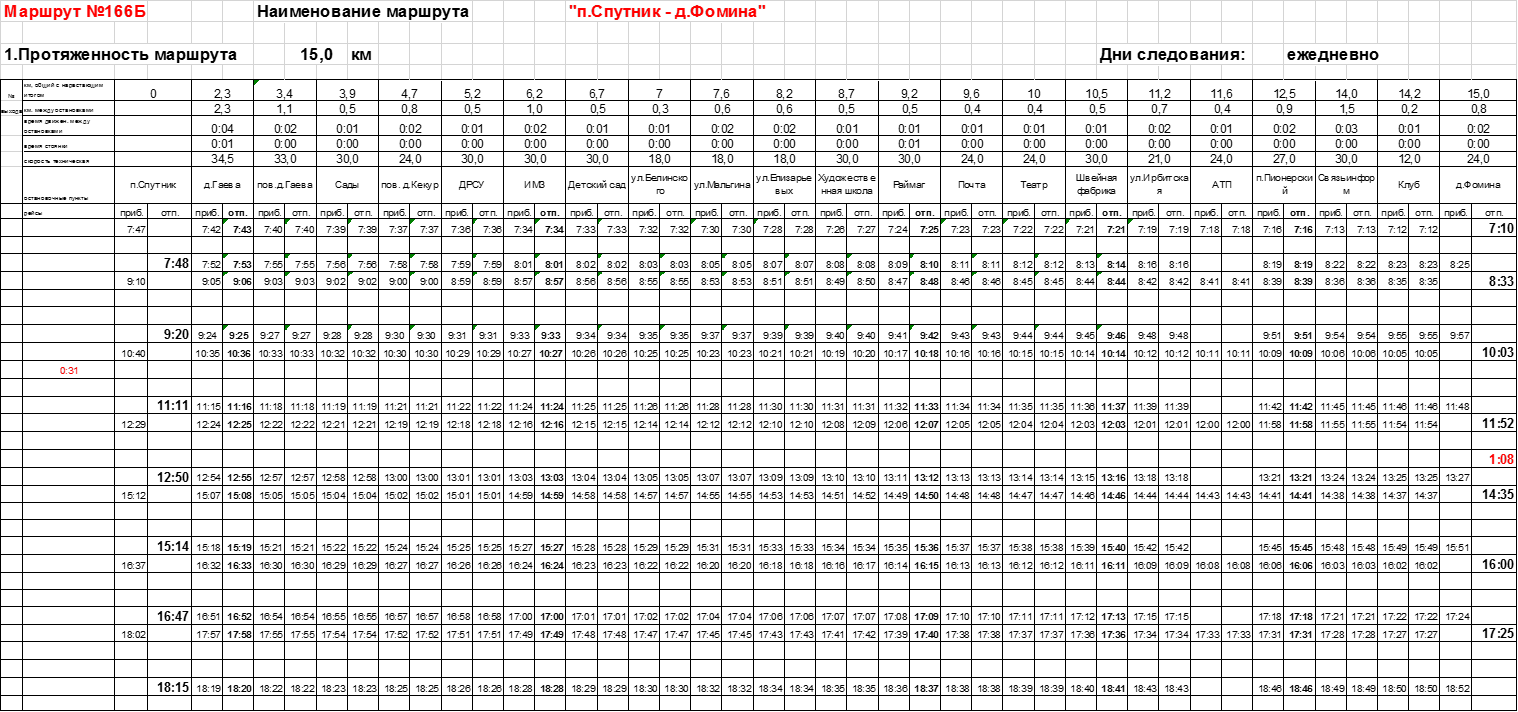 Маршрут №166Б Наименование маршрута "п.Спутник - д.Фомина"
1.Протяженность маршрута 15,0 км Дни следования: ежедневно
№ выхода км, общий с нарастающим итогом 0 2,3 3,4 3,9 4,7 5,2 6,2 6,7 7 7,6 8,2 8,7 9,2 9,6 10 10,5 11,2 11,6 12,5 14,0 14,2 15,0
км. между остановками 2,3 1,1 0,5 0,8 0,5 1,0 0,5 0,3 0,6 0,6 0,5 0,5 0,4 0,4 0,5 0,7 0,4 0,9 1,5 0,2 0,8
время движен. между остановками 0:04 0:02 0:01 0:02 0:01 0:02 0:01 0:01 0:02 0:02 0:01 0:01 0:01 0:01 0:01 0:02 0:01 0:02 0:03 0:01 0:02
время стоянки 0:01 0:00 0:00 0:00 0:00 0:00 0:00 0:00 0:00 0:00 0:00 0:01 0:00 0:00 0:00 0:00 0:00 0:00 0:00 0:00 0:00
скорость техническая 34,5 33,0 30,0 24,0 30,0 30,0 30,0 18,0 18,0 18,0 30,0 30,0 24,0 24,0 30,0 21,0 24,0 27,0 30,0 12,0 24,0
остановочные пункты п.Спутник д.Гаева пов.д.Гаева Сады пов. д.Кекур ДРСУ ИМЗ Детский сад ул.Белинского ул.Мальгина ул.Елизарьевых Художественная школа Раймаг Почта Театр Швейная фабрика ул.Ирбитская АТП п.Пионерский Связьинформ Клуб д.Фомина
рейсы приб. отп. приб. отп. приб. отп. приб. отп. приб. отп. приб. отп. приб. отп. приб. отп. приб. отп. приб. отп. приб. отп. приб. отп. приб. отп. приб. отп. приб. отп. приб. отп. приб. отп. приб. отп. приб. отп. приб. отп. приб. отп. приб. отп.
7:47 7:42 7:43 7:40 7:40 7:39 7:39 7:37 7:37 7:36 7:36 7:34 7:34 7:33 7:33 7:32 7:32 7:30 7:30 7:28 7:28 7:26 7:27 7:24 7:25 7:23 7:23 7:22 7:22 7:21 7:21 7:19 7:19 7:18 7:18 7:16 7:16 7:13 7:13 7:12 7:12 7:10
7:48 7:52 7:53 7:55 7:55 7:56 7:56 7:58 7:58 7:59 7:59 8:01 8:01 8:02 8:02 8:03 8:03 8:05 8:05 8:07 8:07 8:08 8:08 8:09 8:10 8:11 8:11 8:12 8:12 8:13 8:14 8:16 8:16 8:19 8:19 8:22 8:22 8:23 8:23 8:25
9:10 9:05 9:06 9:03 9:03 9:02 9:02 9:00 9:00 8:59 8:59 8:57 8:57 8:56 8:56 8:55 8:55 8:53 8:53 8:51 8:51 8:49 8:50 8:47 8:48 8:46 8:46 8:45 8:45 8:44 8:44 8:42 8:42 8:41 8:41 8:39 8:39 8:36 8:36 8:35 8:35 8:33
9:20 9:24 9:25 9:27 9:27 9:28 9:28 9:30 9:30 9:31 9:31 9:33 9:33 9:34 9:34 9:35 9:35 9:37 9:37 9:39 9:39 9:40 9:40 9:41 9:42 9:43 9:43 9:44 9:44 9:45 9:46 9:48 9:48 9:51 9:51 9:54 9:54 9:55 9:55 9:57
10:40 10:35 10:36 10:33 10:33 10:32 10:32 10:30 10:30 10:29 10:29 10:27 10:27 10:26 10:26 10:25 10:25 10:23 10:23 10:21 10:21 10:19 10:20 10:17 10:18 10:16 10:16 10:15 10:15 10:14 10:14 10:12 10:12 10:11 10:11 10:09 10:09 10:06 10:06 10:05 10:05 10:03
0:31
11:11 11:15 11:16 11:18 11:18 11:19 11:19 11:21 11:21 11:22 11:22 11:24 11:24 11:25 11:25 11:26 11:26 11:28 11:28 11:30 11:30 11:31 11:31 11:32 11:33 11:34 11:34 11:35 11:35 11:36 11:37 11:39 11:39 11:42 11:42 11:45 11:45 11:46 11:46 11:48
12:29 12:24 12:25 12:22 12:22 12:21 12:21 12:19 12:19 12:18 12:18 12:16 12:16 12:15 12:15 12:14 12:14 12:12 12:12 12:10 12:10 12:08 12:09 12:06 12:07 12:05 12:05 12:04 12:04 12:03 12:03 12:01 12:01 12:00 12:00 11:58 11:58 11:55 11:55 11:54 11:54 11:52
1:08
12:50 12:54 12:55 12:57 12:57 12:58 12:58 13:00 13:00 13:01 13:01 13:03 13:03 13:04 13:04 13:05 13:05 13:07 13:07 13:09 13:09 13:10 13:10 13:11 13:12 13:13 13:13 13:14 13:14 13:15 13:16 13:18 13:18 13:21 13:21 13:24 13:24 13:25 13:25 13:27
15:12 15:07 15:08 15:05 15:05 15:04 15:04 15:02 15:02 15:01 15:01 14:59 14:59 14:58 14:58 14:57 14:57 14:55 14:55 14:53 14:53 14:51 14:52 14:49 14:50 14:48 14:48 14:47 14:47 14:46 14:46 14:44 14:44 14:43 14:43 14:41 14:41 14:38 14:38 14:37 14:37 14:35
15:14 15:18 15:19 15:21 15:21 15:22 15:22 15:24 15:24 15:25 15:25 15:27 15:27 15:28 15:28 15:29 15:29 15:31 15:31 15:33 15:33 15:34 15:34 15:35 15:36 15:37 15:37 15:38 15:38 15:39 15:40 15:42 15:42 15:45 15:45 15:48 15:48 15:49 15:49 15:51
16:37 16:32 16:33 16:30 16:30 16:29 16:29 16:27 16:27 16:26 16:26 16:24 16:24 16:23 16:23 16:22 16:22 16:20 16:20 16:18 16:18 16:16 16:17 16:14 16:15 16:13 16:13 16:12 16:12 16:11 16:11 16:09 16:09 16:08 16:08 16:06 16:06 16:03 16:03 16:02 16:02 16:00
16:47 16:51 16:52 16:54 16:54 16:55 16:55 16:57 16:57 16:58 16:58 17:00 17:00 17:01 17:01 17:02 17:02 17:04 17:04 17:06 17:06 17:07 17:07 17:08 17:09 17:10 17:10 17:11 17:11 17:12 17:13 17:15 17:15 17:18 17:18 17:21 17:21 17:22 17:22 17:24
18:02 17:57 17:58 17:55 17:55 17:54 17:54 17:52 17:52 17:51 17:51 17:49 17:49 17:48 17:48 17:47 17:47 17:45 17:45 17:43 17:43 17:41 17:42 17:39 17:40 17:38 17:38 17:37 17:37 17:36 17:36 17:34 17:34 17:33 17:33 17:31 17:31 17:28 17:28 17:27 17:27 17:25
18:15 18:19 18:20 18:22 18:22 18:23 18:23 18:25 18:25 18:26 18:26 18:28 18:28 18:29 18:29 18:30 18:30 18:32 18:32 18:34 18:34 18:35 18:35 18:36 18:37 18:38 18:38 18:39 18:39 18:40 18:41 18:43 18:43 18:46 18:46 18:49 18:49 18:50 18:50 18:52